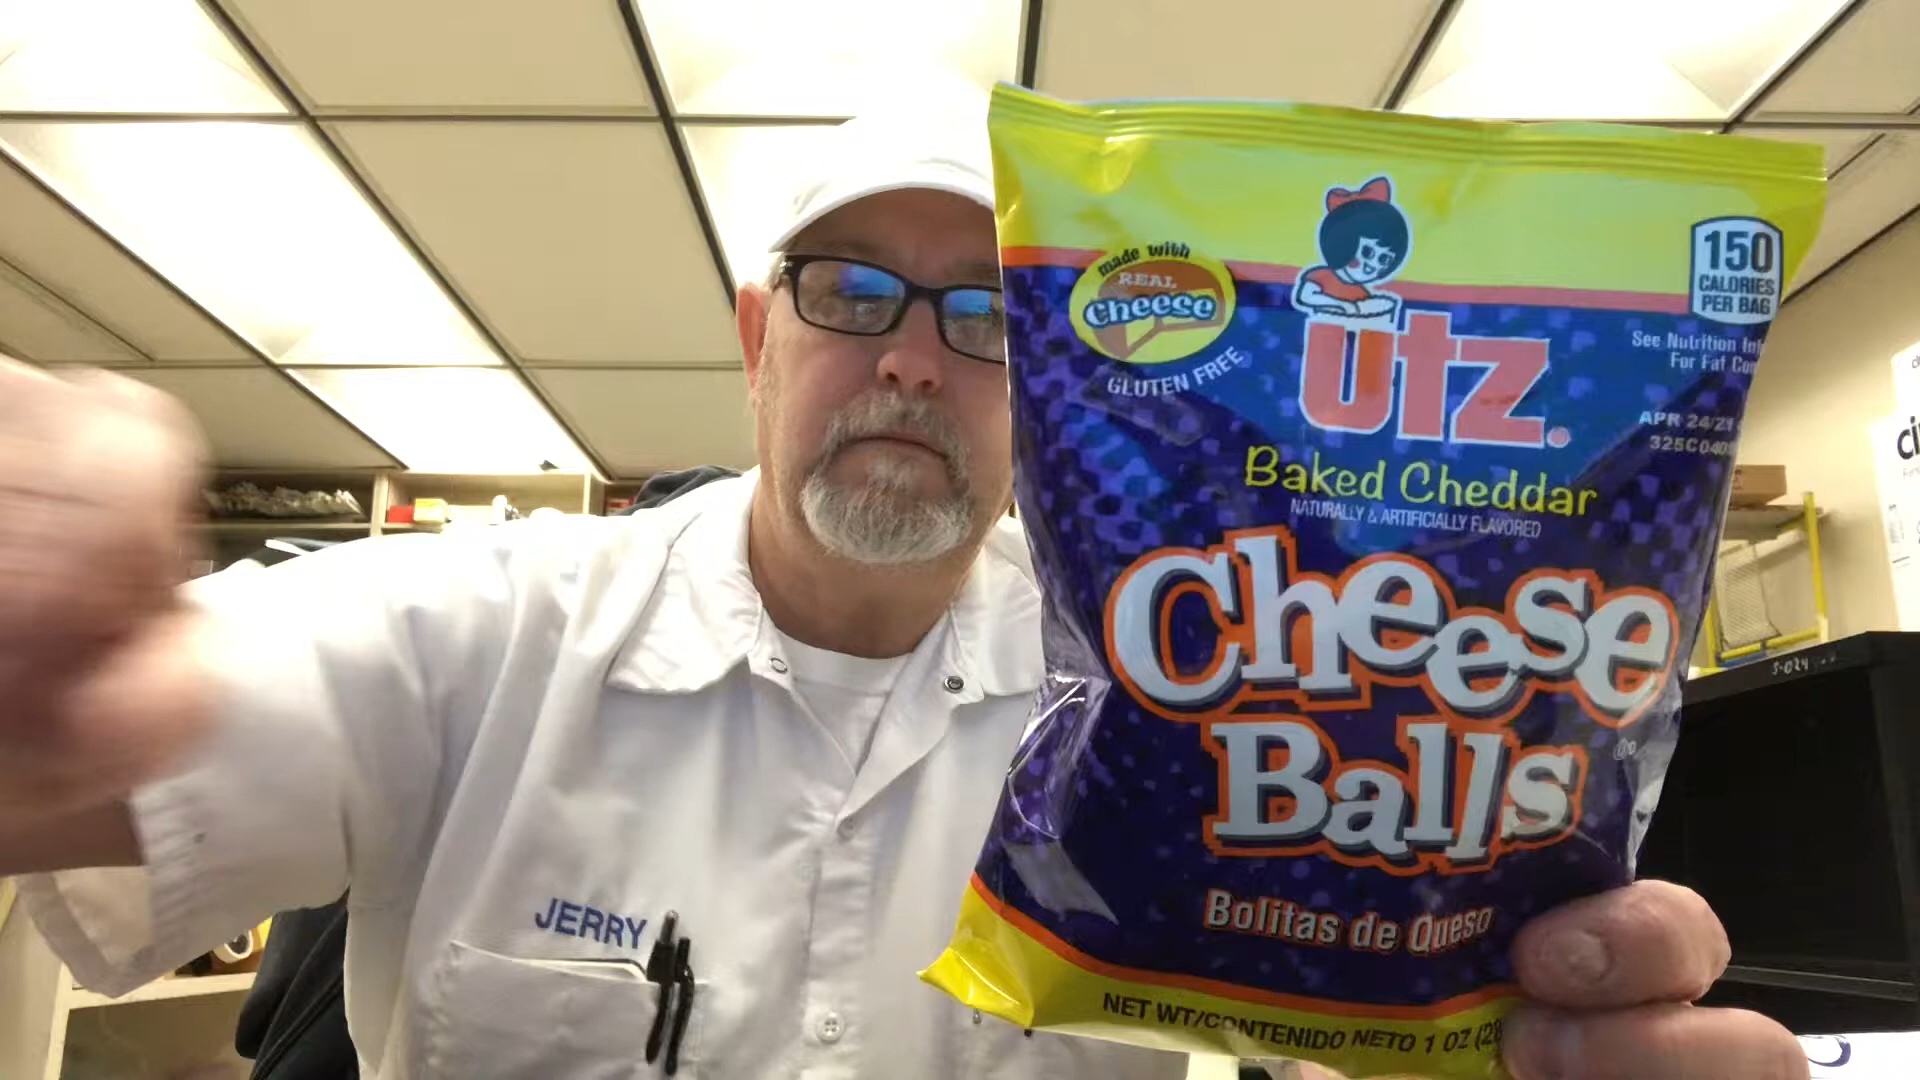 made with
REAL
Cheese
GLUTEN FREE
utz.
150
CALORIES
PER BAG
See Nutrition
For Fat
APR 24/21
Baked Cheddar
NATURALLY & ARTIFICIALLY FLAVORED
Cheese
Balls
Bolitas de Queso
NET WT/CONTENIDO NETO 1 OZ
JERRY
S-024